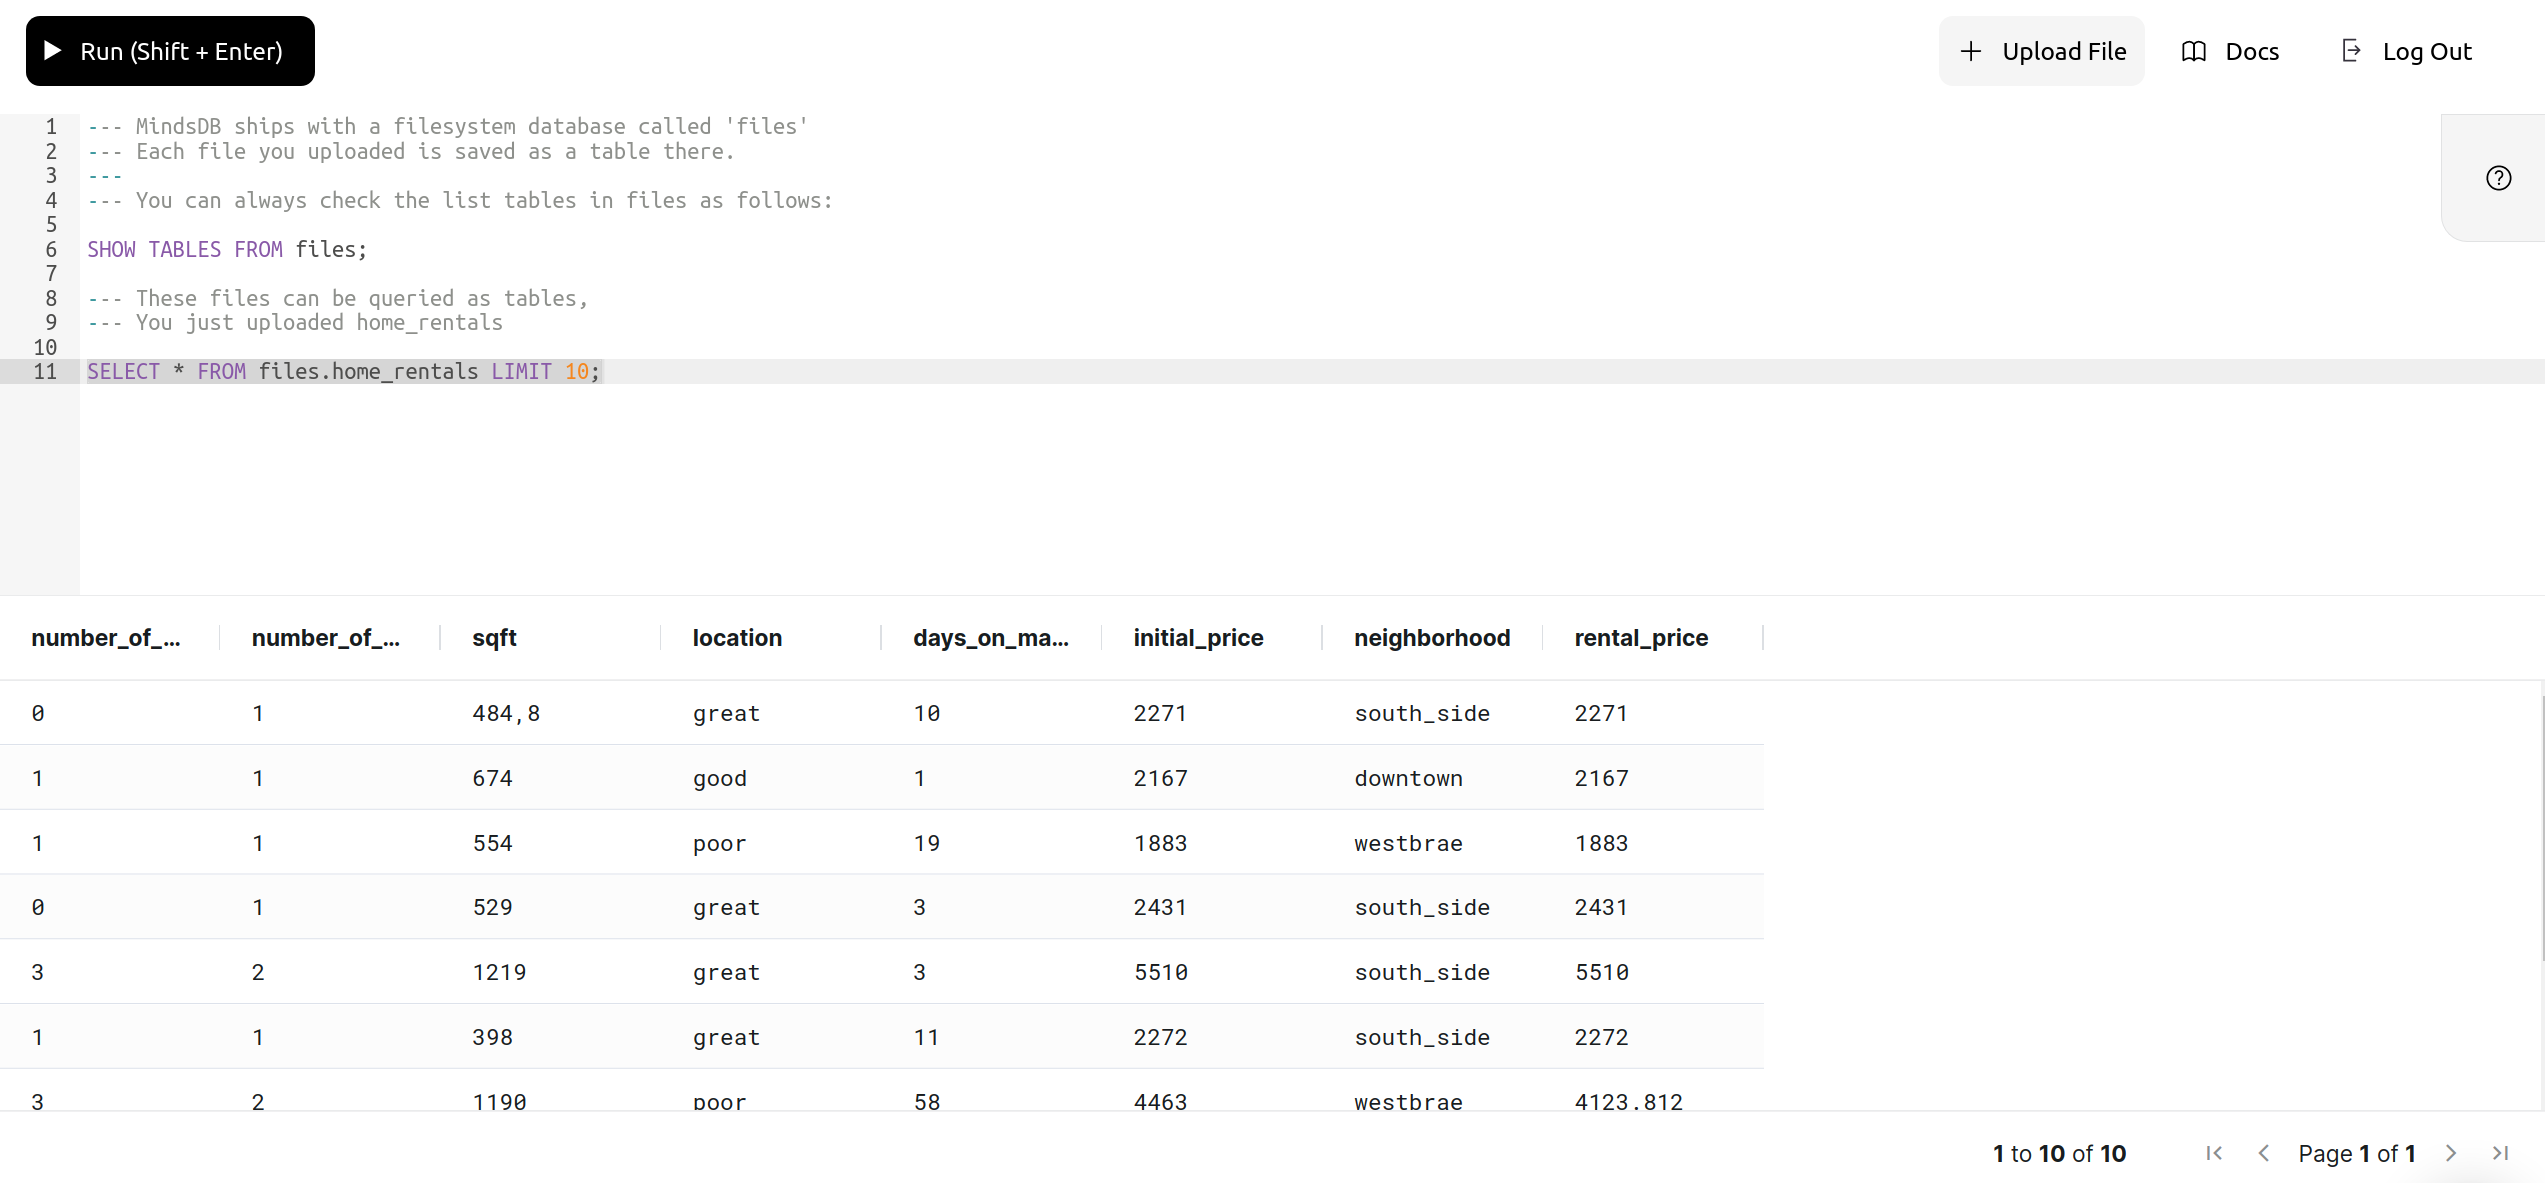 Run (Shift + Enter)
Upload File
Docs
Log Out
1 --- MindsDB ships with a filesystem database called 'files'
2 --- Each file you uploaded is saved as a table there.
3 ---
4 --- You can always check the list tables in files as follows:
5
6 SHOW TABLES FROM files;
7
8 --- These files can be queried as tables,
9 --- You just uploaded home_rentals
10
11 SELECT * FROM files.home_rentals LIMIT 10;
number_of_... number_of_... sqft location days_on_ma... initial_price neighborhood rental_price
0 1 484,8 great 10 2271 south_side 2271
1 1 674 good 1 2167 downtown 2167
1 1 554 poor 19 1883 westbrae 1883
0 1 529 great 3 2431 south_side 2431
3 2 1219 great 3 5510 south_side 5510
1 1 398 great 11 2272 south_side 2272
3 2 1190 poor 58 4463 westbrae 4123.812
1 to 10 of 10 Page 1 of 1